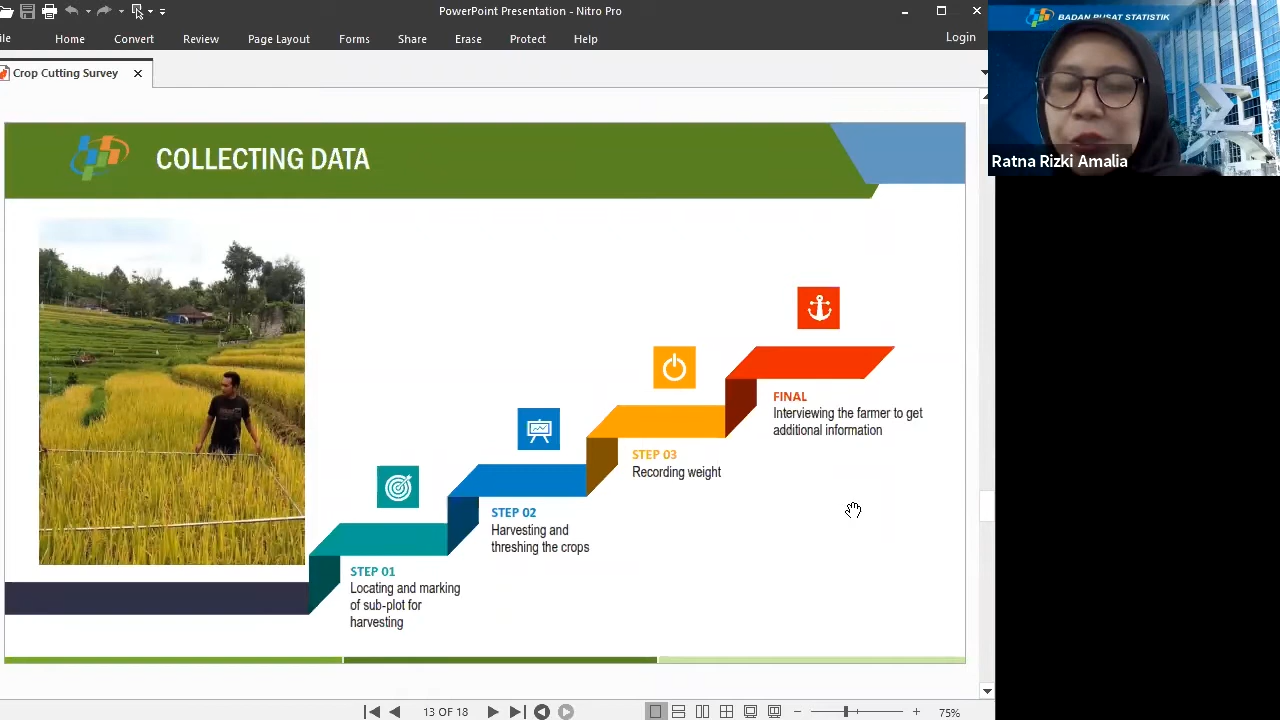 PowerPoint Presentation - Nitro Pro
ile
Home
Convert
Review
Page Layout
Forms
Share
Erase
Protect
Help
Login
Crop Cutting Survey
BADAN PUSAT STATISTIK
Ratna Rizki Amalia
COLLECTING DATA
FINAL
Interviewing the farmer to get
additional information
STEP 03
Recording weight
STEP 02
Harvesting and
threshing the crops
STEP 01
Locating and marking
of sub-plot for
harvesting
13 OF 18
75%